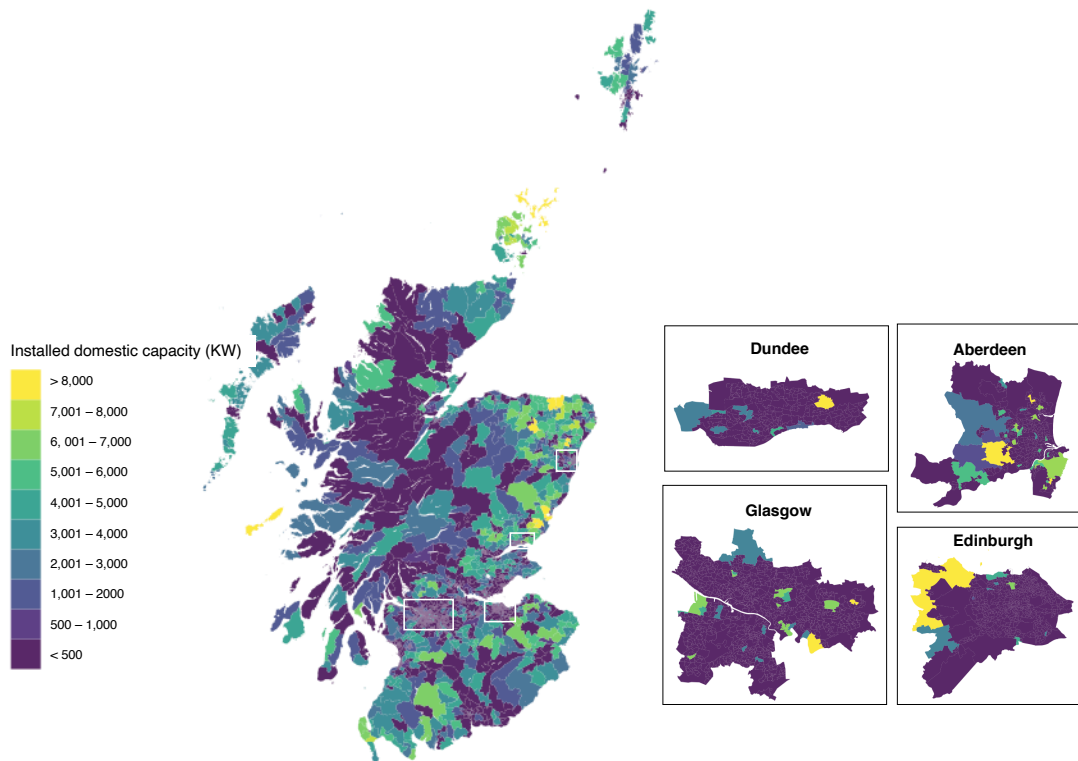 Installed domestic capacity (KW)
> 8,000
7,001 – 8,000
6, 001 – 7,000
5,001 – 6,000
4,001 – 5,000
3,001 – 4,000
2,001 – 3,000
1,001 – 2000
500 – 1,000
< 500
Dundee
Aberdeen
Glasgow
Edinburgh